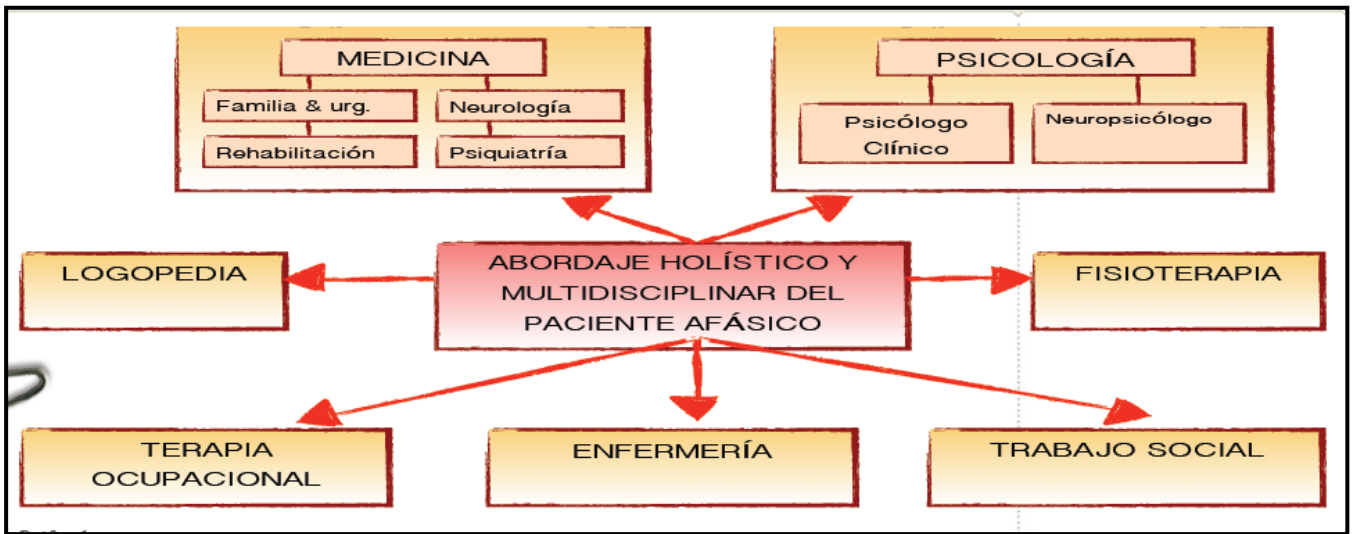 MEDICINA
Familia & urg.
Neurología
Rehabilitación
Psiquiatría
PSICOLOGÍA
Psicólogo
Clínico
Neuropsicólogo
LOGOPEDIA
ABORDAJE HOLÍSTICO Y
MULTIDISCIPLINAR DEL
PACIENTE AFÁSICO
FISIOTERAPIA
TERAPIA
OCUPACIONAL
ENFERMERÍA
TRABAJO SOCIAL